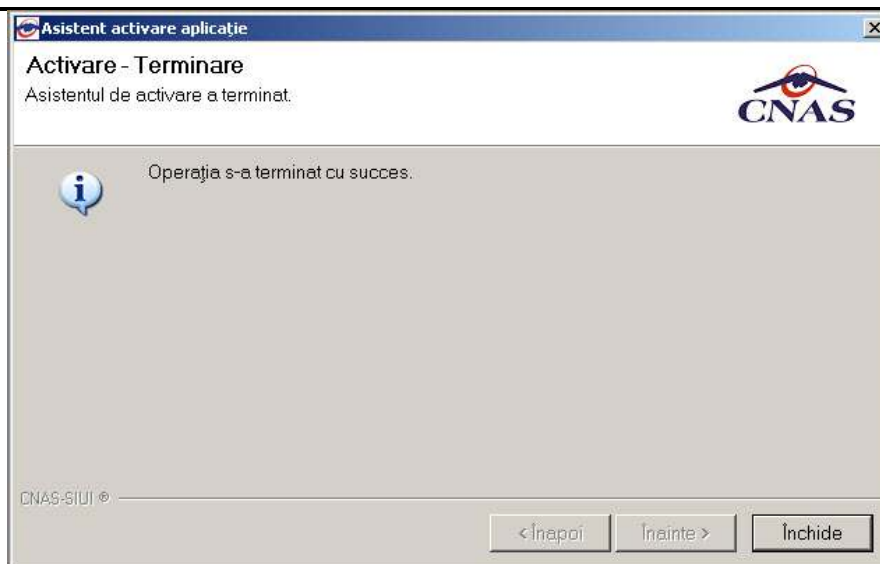 Asistent activare aplicaţie
Activare - Terminare
Asistentul de activare a terminat.
CNAS
Operaţia s-a terminat cu succes.
CNAS-SIUI ®
< Înapoi
Înainte >
Închide